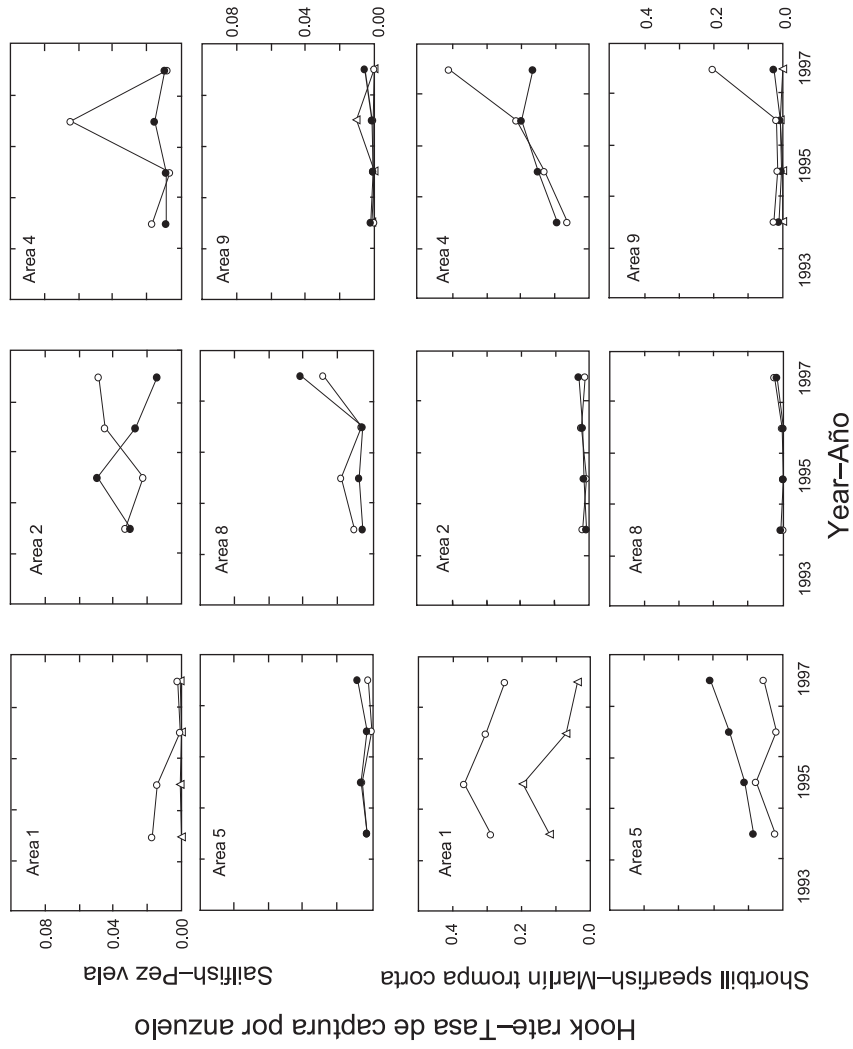 Hook rate–Tasa de captura por anzuelo
Sailfish–Pez vela
0.08
0.04
0.00
Area 1
Area 2
Area 4
Area 5
Area 8
Area 9
0.08
0.04
0.00
Shortbill spearfish–Marlín trompa corta
0.4
0.2
0.0
Area 1
Area 2
Area 4
Area 5
Area 8
Area 9
0.4
0.2
0.0
1993 1995 1997 1993 1995 1997 1993 1995 1997
Year–Año